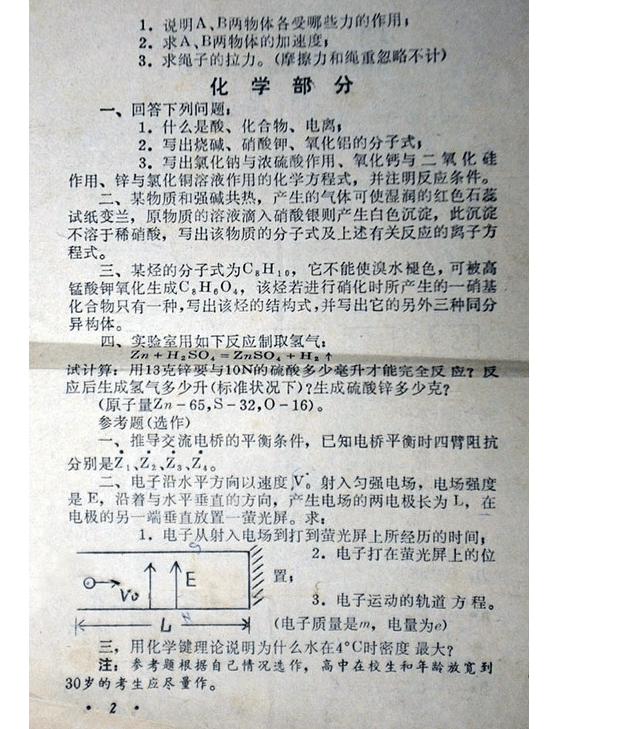 1．说明A、B两物体各受哪些力的作用；
2．求A、B两物体的加速度；
3．求绳子的拉力。（摩擦力和绳重忽略不计）
化学部分
一、回答下列问题：
1．什么是酸、化合物、电离；
2．写出烧碱、硝酸钾、氧化铝的分子式；
3．写出氯化钠与浓硫酸作用、氧化钙与二氧化硅
作用、锌与氯化铜溶液作用的化学方程式，并注明反应条件。
二、某物质和强碱共热，产生的气体可使湿润的红色石蕊
试纸变兰，原物质的溶液滴入硝酸银则产生白色沉淀，此沉淀
不溶于稀硝酸，写出该物质的分子式及上述有关反应的离子方
程式。
三、某烃的分子式为C₈H₁₀，它不能使溴水褪色，可被高
锰酸钾氧化生成C₈H₆O₄，该烃若进行硝化时所产生的一硝基
化合物只有一种，写出该烃的结构式，并写出它的另外三种同分
异构体。
四、实验室用如下反应制取氢气：
Zn＋H₂SO₄＝ZnSO₄＋H₂↑
试计算：用13克锌要与10N的硫酸多少毫升才能完全反应？反
应后生成氢气多少升（标准状况下）？生成硫酸锌多少克？
（原子量Zn－65，S－32，O－16）。
参考题（选作）
一、推导交流电桥的平衡条件，已知电桥平衡时四臂阻抗
分别是Ż₁、Ż₂、Ż₃、Ż₄。
二、电子沿水平方向以速度V₀射入匀强电场，电场强度
是E，沿着与水平垂直的方向，产生电场的两电极长为L，在
电极的另一端垂直放置一萤光屏。求：
1．电子从射入电场到打到萤光屏上所经历的时间；
2．电子打在萤光屏上的位
置；
V₀ E
3．电子运动的轨道方程。
L
（电子质量是m，电量为e）
三，用化学键理论说明为什么水在4°C时密度最大？
注：参考题根据自己情况选作，高中在校生和年龄放宽到
30岁的考生应尽量作。
• 2 •